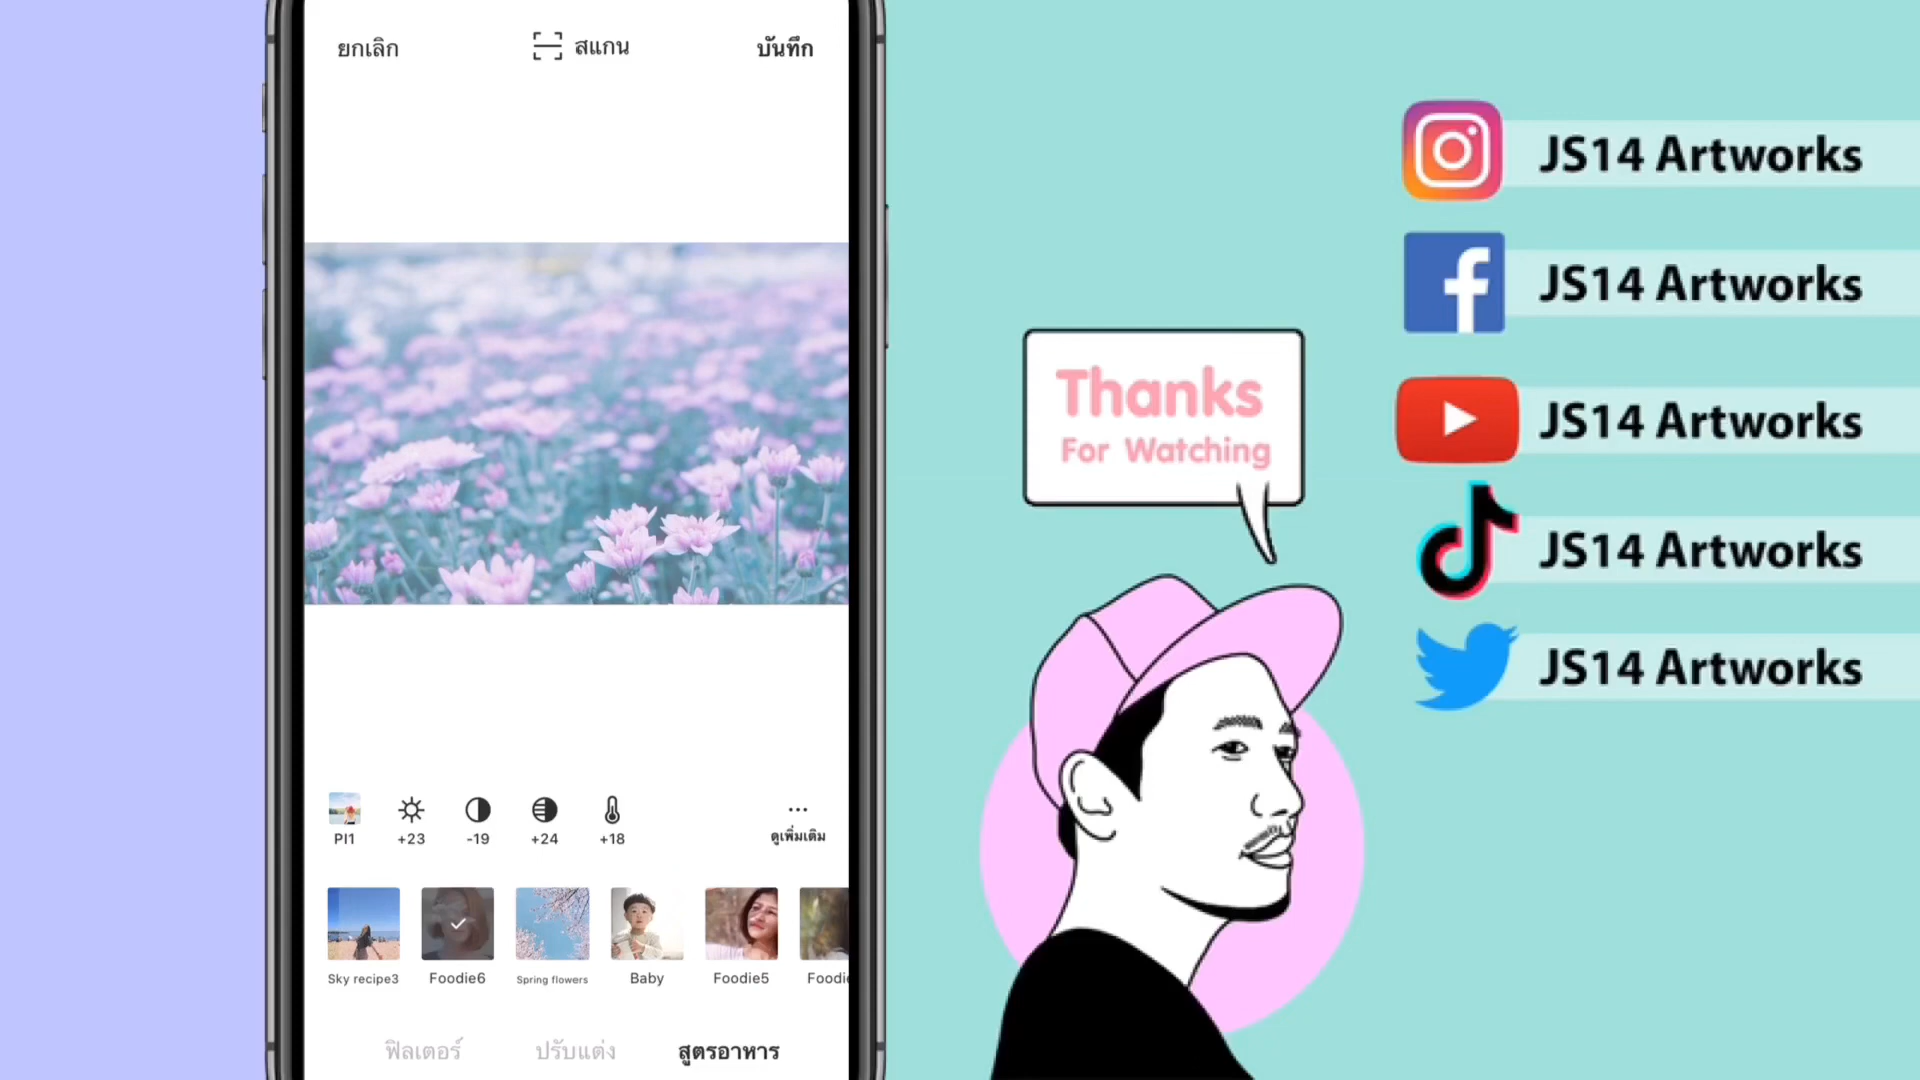 ยกเลิก
สแกน
บันทึก
PI1
+23
-19
+24
+18
ดูเพิ่มเติม
Sky recipe3
Foodie6
Spring flowers
Baby
Foodie5
ฟิลเตอร์
ปรับแต่ง
สูตรอาหาร
Thanks
For Watching
JS14 Artworks
JS14 Artworks
JS14 Artworks
JS14 Artworks
JS14 Artworks